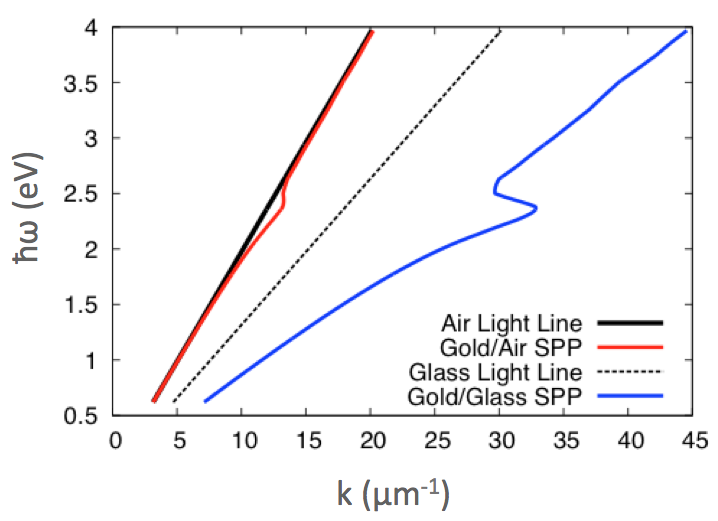 4
3.5
3
2.5
2
1.5
1
0.5
ħω (eV)
Air Light Line
Gold/Air SPP
Glass Light Line
Gold/Glass SPP
0 5 10 15 20 25 30 35 40 45
k (μm-1)